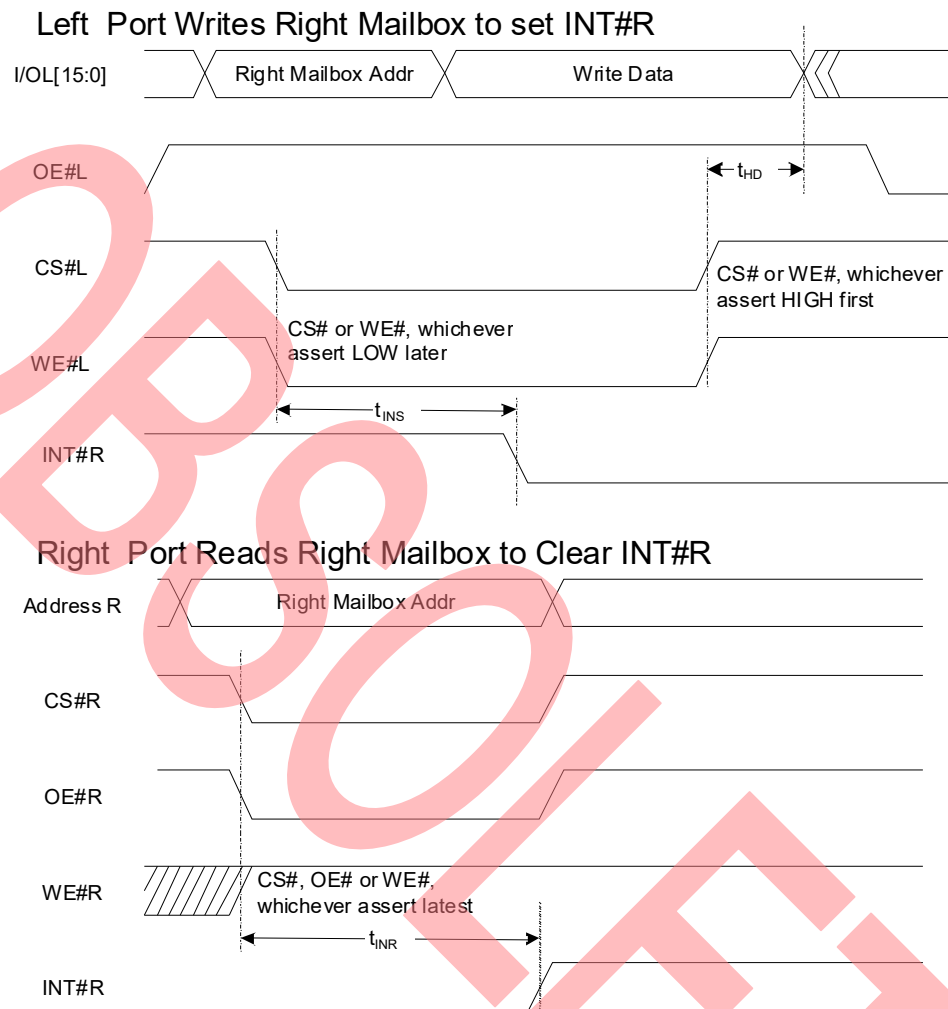 Left Port Writes Right Mailbox to set INT#R
I/OL[15:0]
Right Mailbox Addr
Write Data
OE#L
tHD
CS#L
CS# or WE#, whichever
assert HIGH first
CS# or WE#, whichever
assert LOW later
WE#L
tINS
INT#R
Right Port Reads Right Mailbox to Clear INT#R
Address R
Right Mailbox Addr
CS#R
OE#R
WE#R
CS#, OE# or WE#,
whichever assert latest
tINR
INT#R
OBSOLET